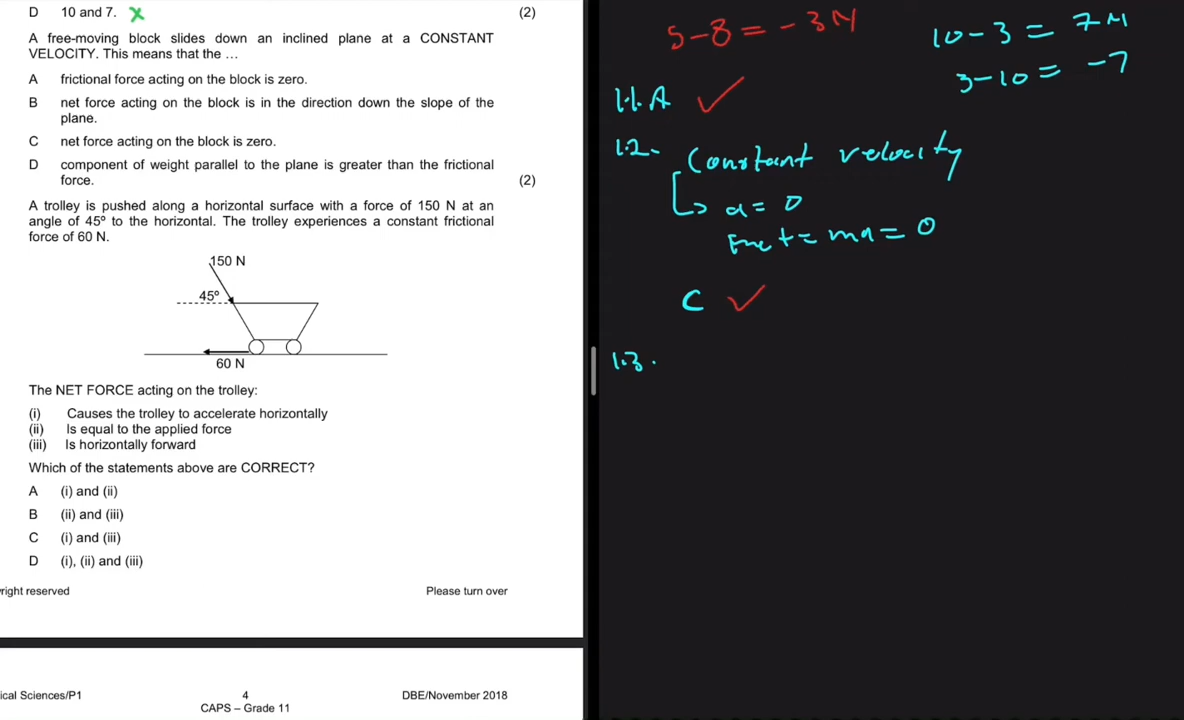 D 10 and 7. X (2)
A free-moving block slides down an inclined plane at a CONSTANT
VELOCITY. This means that the …
A frictional force acting on the block is zero.
B net force acting on the block is in the direction down the slope of the
plane.
C net force acting on the block is zero.
D component of weight parallel to the plane is greater than the frictional
force. (2)
A trolley is pushed along a horizontal surface with a force of 150 N at an
angle of 45º to the horizontal. The trolley experiences a constant frictional
force of 60 N.
150 N
45º
60 N
The NET FORCE acting on the trolley:
(i) Causes the trolley to accelerate horizontally
(ii) Is equal to the applied force
(iii) Is horizontally forward
Which of the statements above are CORRECT?
A (i) and (ii)
B (ii) and (iii)
C (i) and (iii)
D (i), (ii) and (iii)
right reserved Please turn over
ical Sciences/P1 4 DBE/November 2018
CAPS – Grade 11
5-8 = -3N
10-3 = 7N
3-10 = -7
1.1. A ✓
1.2. Constant velocity
a = 0
Fnet = ma = 0
C ✓
1.3.